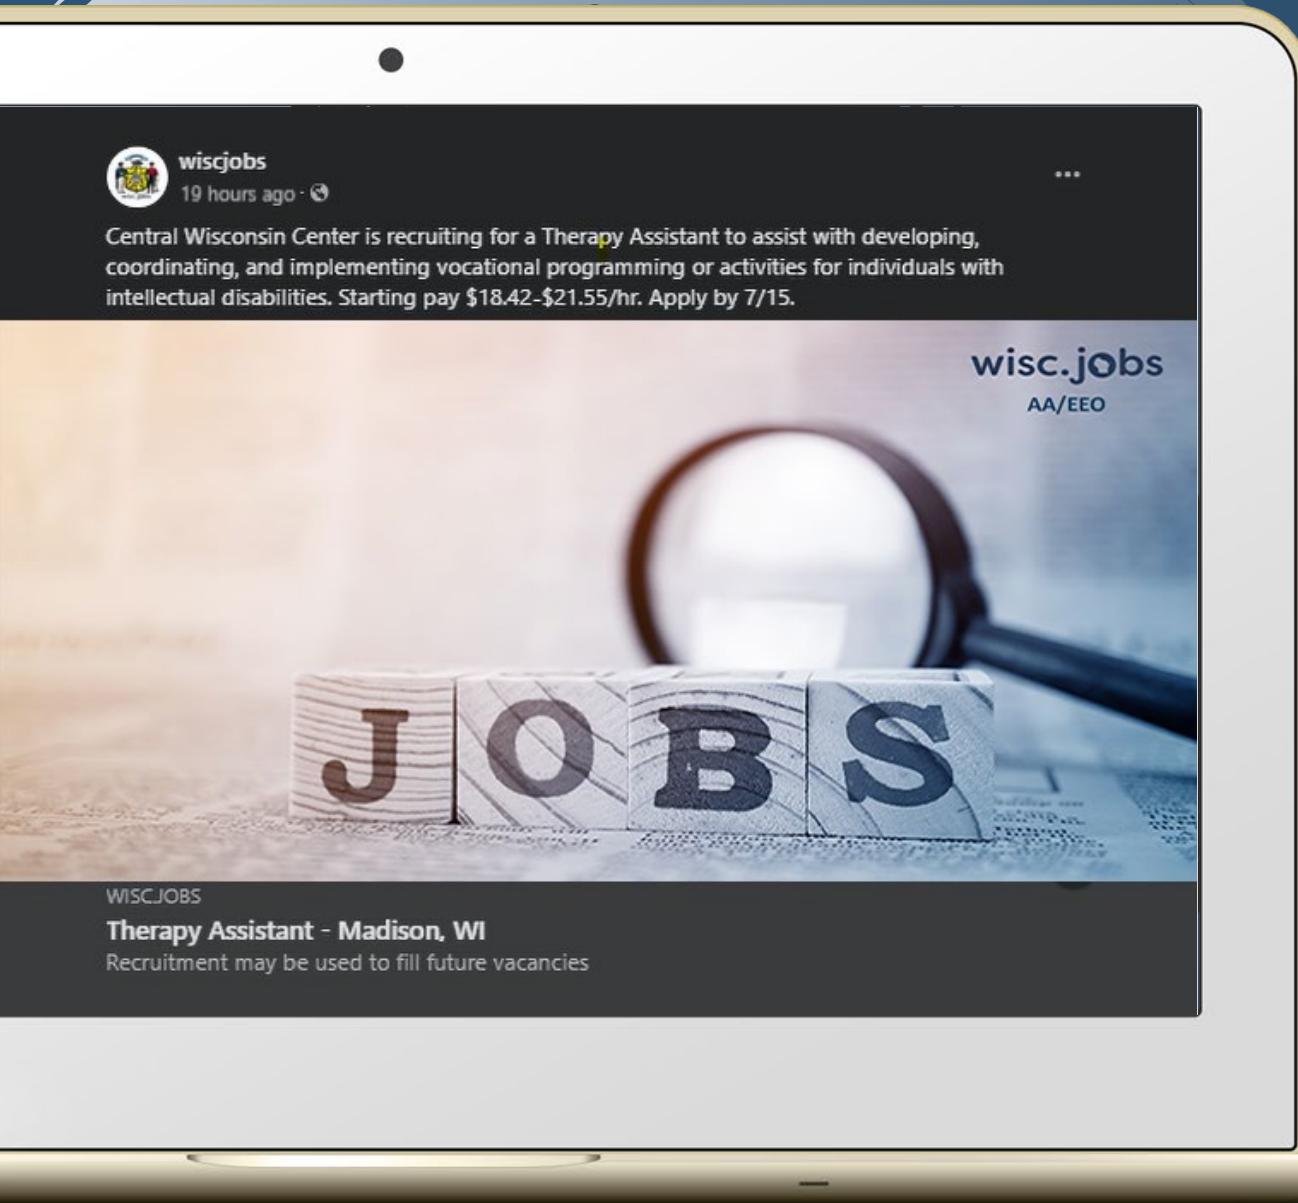 wiscjobs
19 hours ago ·
Central Wisconsin Center is recruiting for a Therapy Assistant to assist with developing,
coordinating, and implementing vocational programming or activities for individuals with
intellectual disabilities. Starting pay $18.42-$21.55/hr. Apply by 7/15.
wisc.jobs
AA/EEO
JOBS
WISC.JOBS
Therapy Assistant - Madison, WI
Recruitment may be used to fill future vacancies